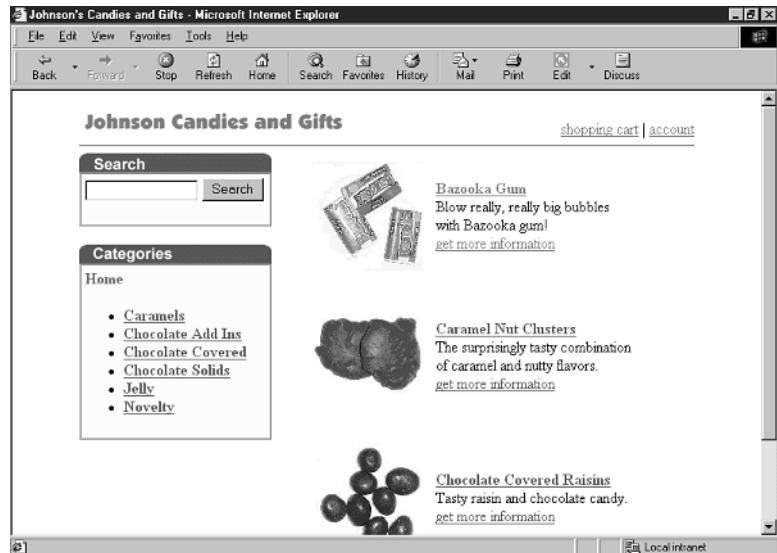 Johnson's Candies and Gifts - Microsoft Internet Explorer
File Edit View Favorites Tools Help
Back Forward Stop Refresh Home Search Favorites History Mail Print Edit Discuss
Johnson Candies and Gifts
shopping cart | account
Search
Search
Categories
Home
Caramels
Chocolate Add Ins
Chocolate Covered
Chocolate Solids
Jelly
Novelty
Bazooka Gum
Blow really, really big bubbles
with Bazooka gum!
get more information
Caramel Nut Clusters
The surprisingly tasty combination
of caramel and nutty flavors.
get more information
Chocolate Covered Raisins
Tasty raisin and chocolate candy.
get more information
Local intranet